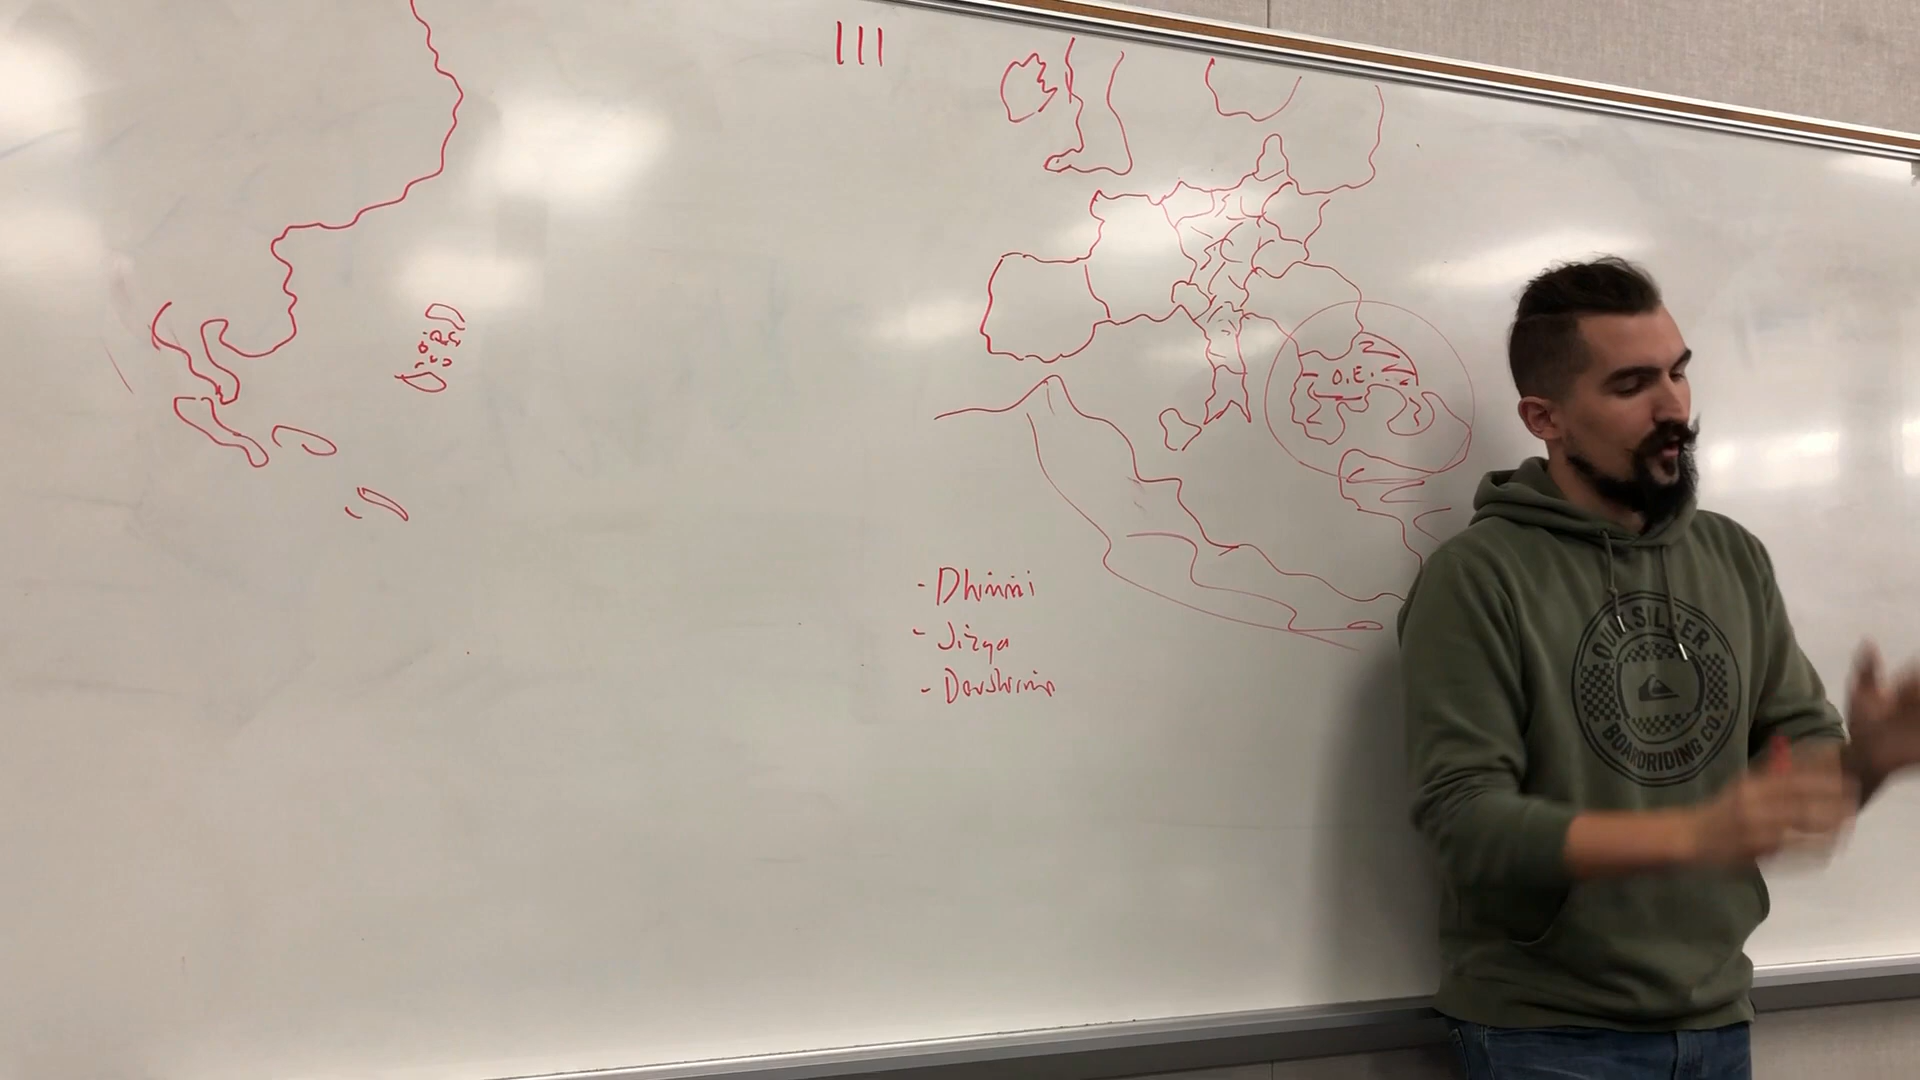 III
O.E.
- Dhimmi
- Jizya
- Devshirme
QUIKSILVER
BOARDRIDING CO.